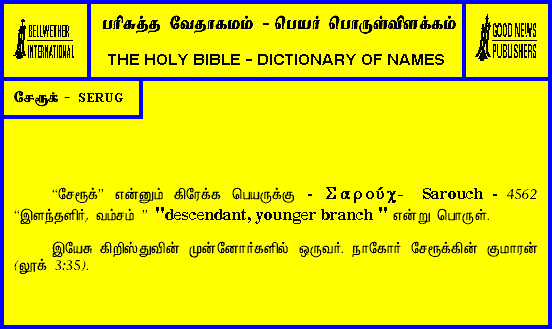 BELLWETHER
INTERNATIONAL
பரிசுத்த வேதாகமம் - பெயர் பொருள்விளக்கம்
THE HOLY BIBLE - DICTIONARY OF NAMES
GOOD NEWS
PUBLISHERS
சேரூக் - SERUG
“சேரூக்” என்னும் கிரேக்க பெயருக்கு - Σαρούχ- Sarouch - 4562
“இளந்தளிர், வம்சம் ” "descendant, younger branch " என்று பொருள்.
இயேசு கிறிஸ்துவின் முன்னோர்களில் ஒருவர். நாகோர் சேரூக்கின் குமாரன்
(லூக் 3:35).